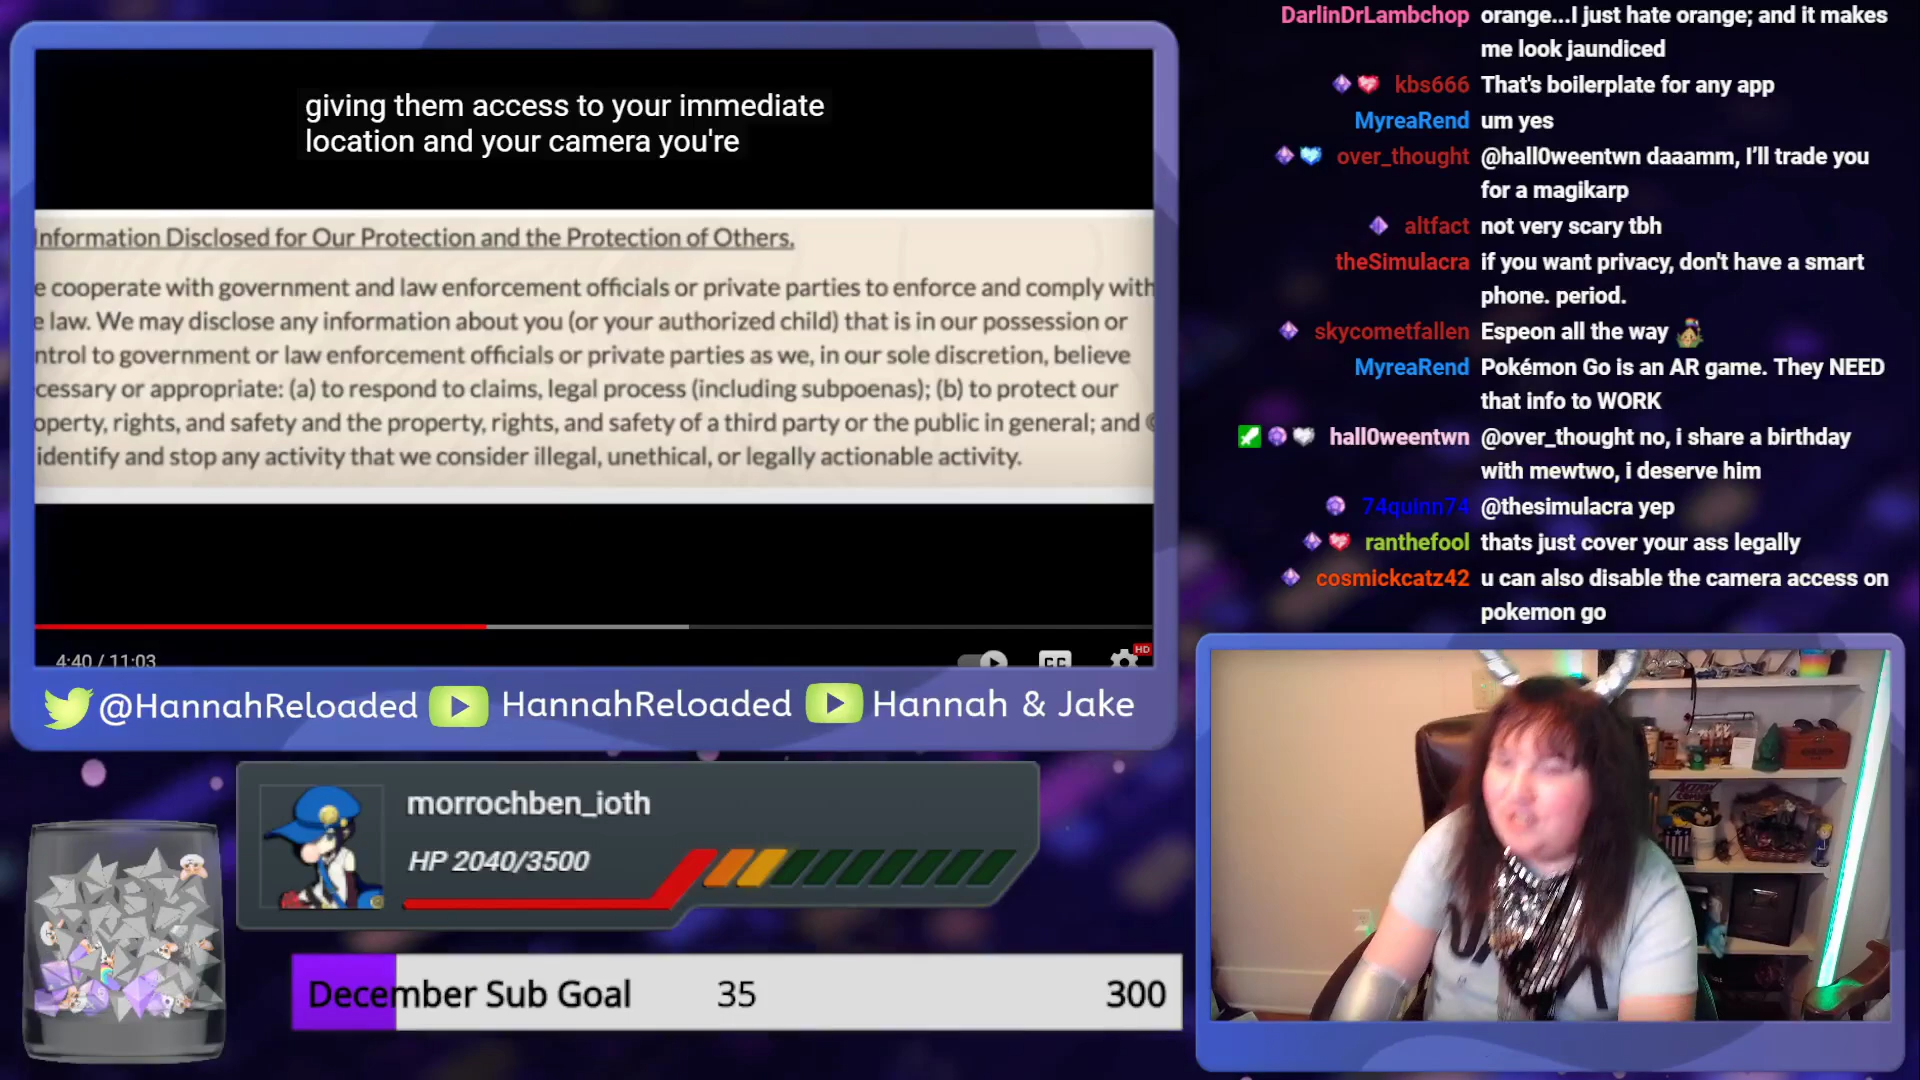 giving them access to your immediate
location and your camera you're
Information Disclosed for Our Protection and the Protection of Others.
e cooperate with government and law enforcement officials or private parties to enforce and comply with
e law. We may disclose any information about you (or your authorized child) that is in our possession or
ntrol to government or law enforcement officials or private parties as we, in our sole discretion, believe
cessary or appropriate: (a) to respond to claims, legal process (including subpoenas); (b) to protect our
operty, rights, and safety and the property, rights, and safety of a third party or the public in general; and ©
identify and stop any activity that we consider illegal, unethical, or legally actionable activity.
4:40 / 11:03
CC
HD
@HannahReloaded HannahReloaded Hannah & Jake
morrochben_ioth
HP 2040/3500
December Sub Goal 35 300
DarlinDrLambchop orange...I just hate orange; and it makes
me look jaundiced
kbs666 That's boilerplate for any app
MyreaRend um yes
over_thought @hall0weentwn daaamm, I’ll trade you
for a magikarp
altfact not very scary tbh
theSimulacra if you want privacy, don't have a smart
phone. period.
skycometfallen Espeon all the way
MyreaRend Pokémon Go is an AR game. They NEED
that info to WORK
hall0weentwn @over_thought no, i share a birthday
with mewtwo, i deserve him
74quinn74 @thesimulacra yep
ranthefool thats just cover your ass legally
cosmickcatz42 u can also disable the camera access on
pokemon go
ACTION